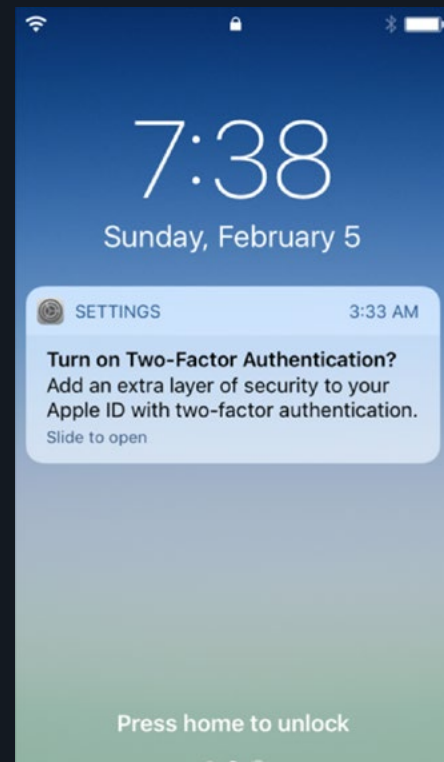 7:38
Sunday, February 5
SETTINGS 3:33 AM
Turn on Two-Factor Authentication?
Add an extra layer of security to your
Apple ID with two-factor authentication.
Slide to open
Press home to unlock